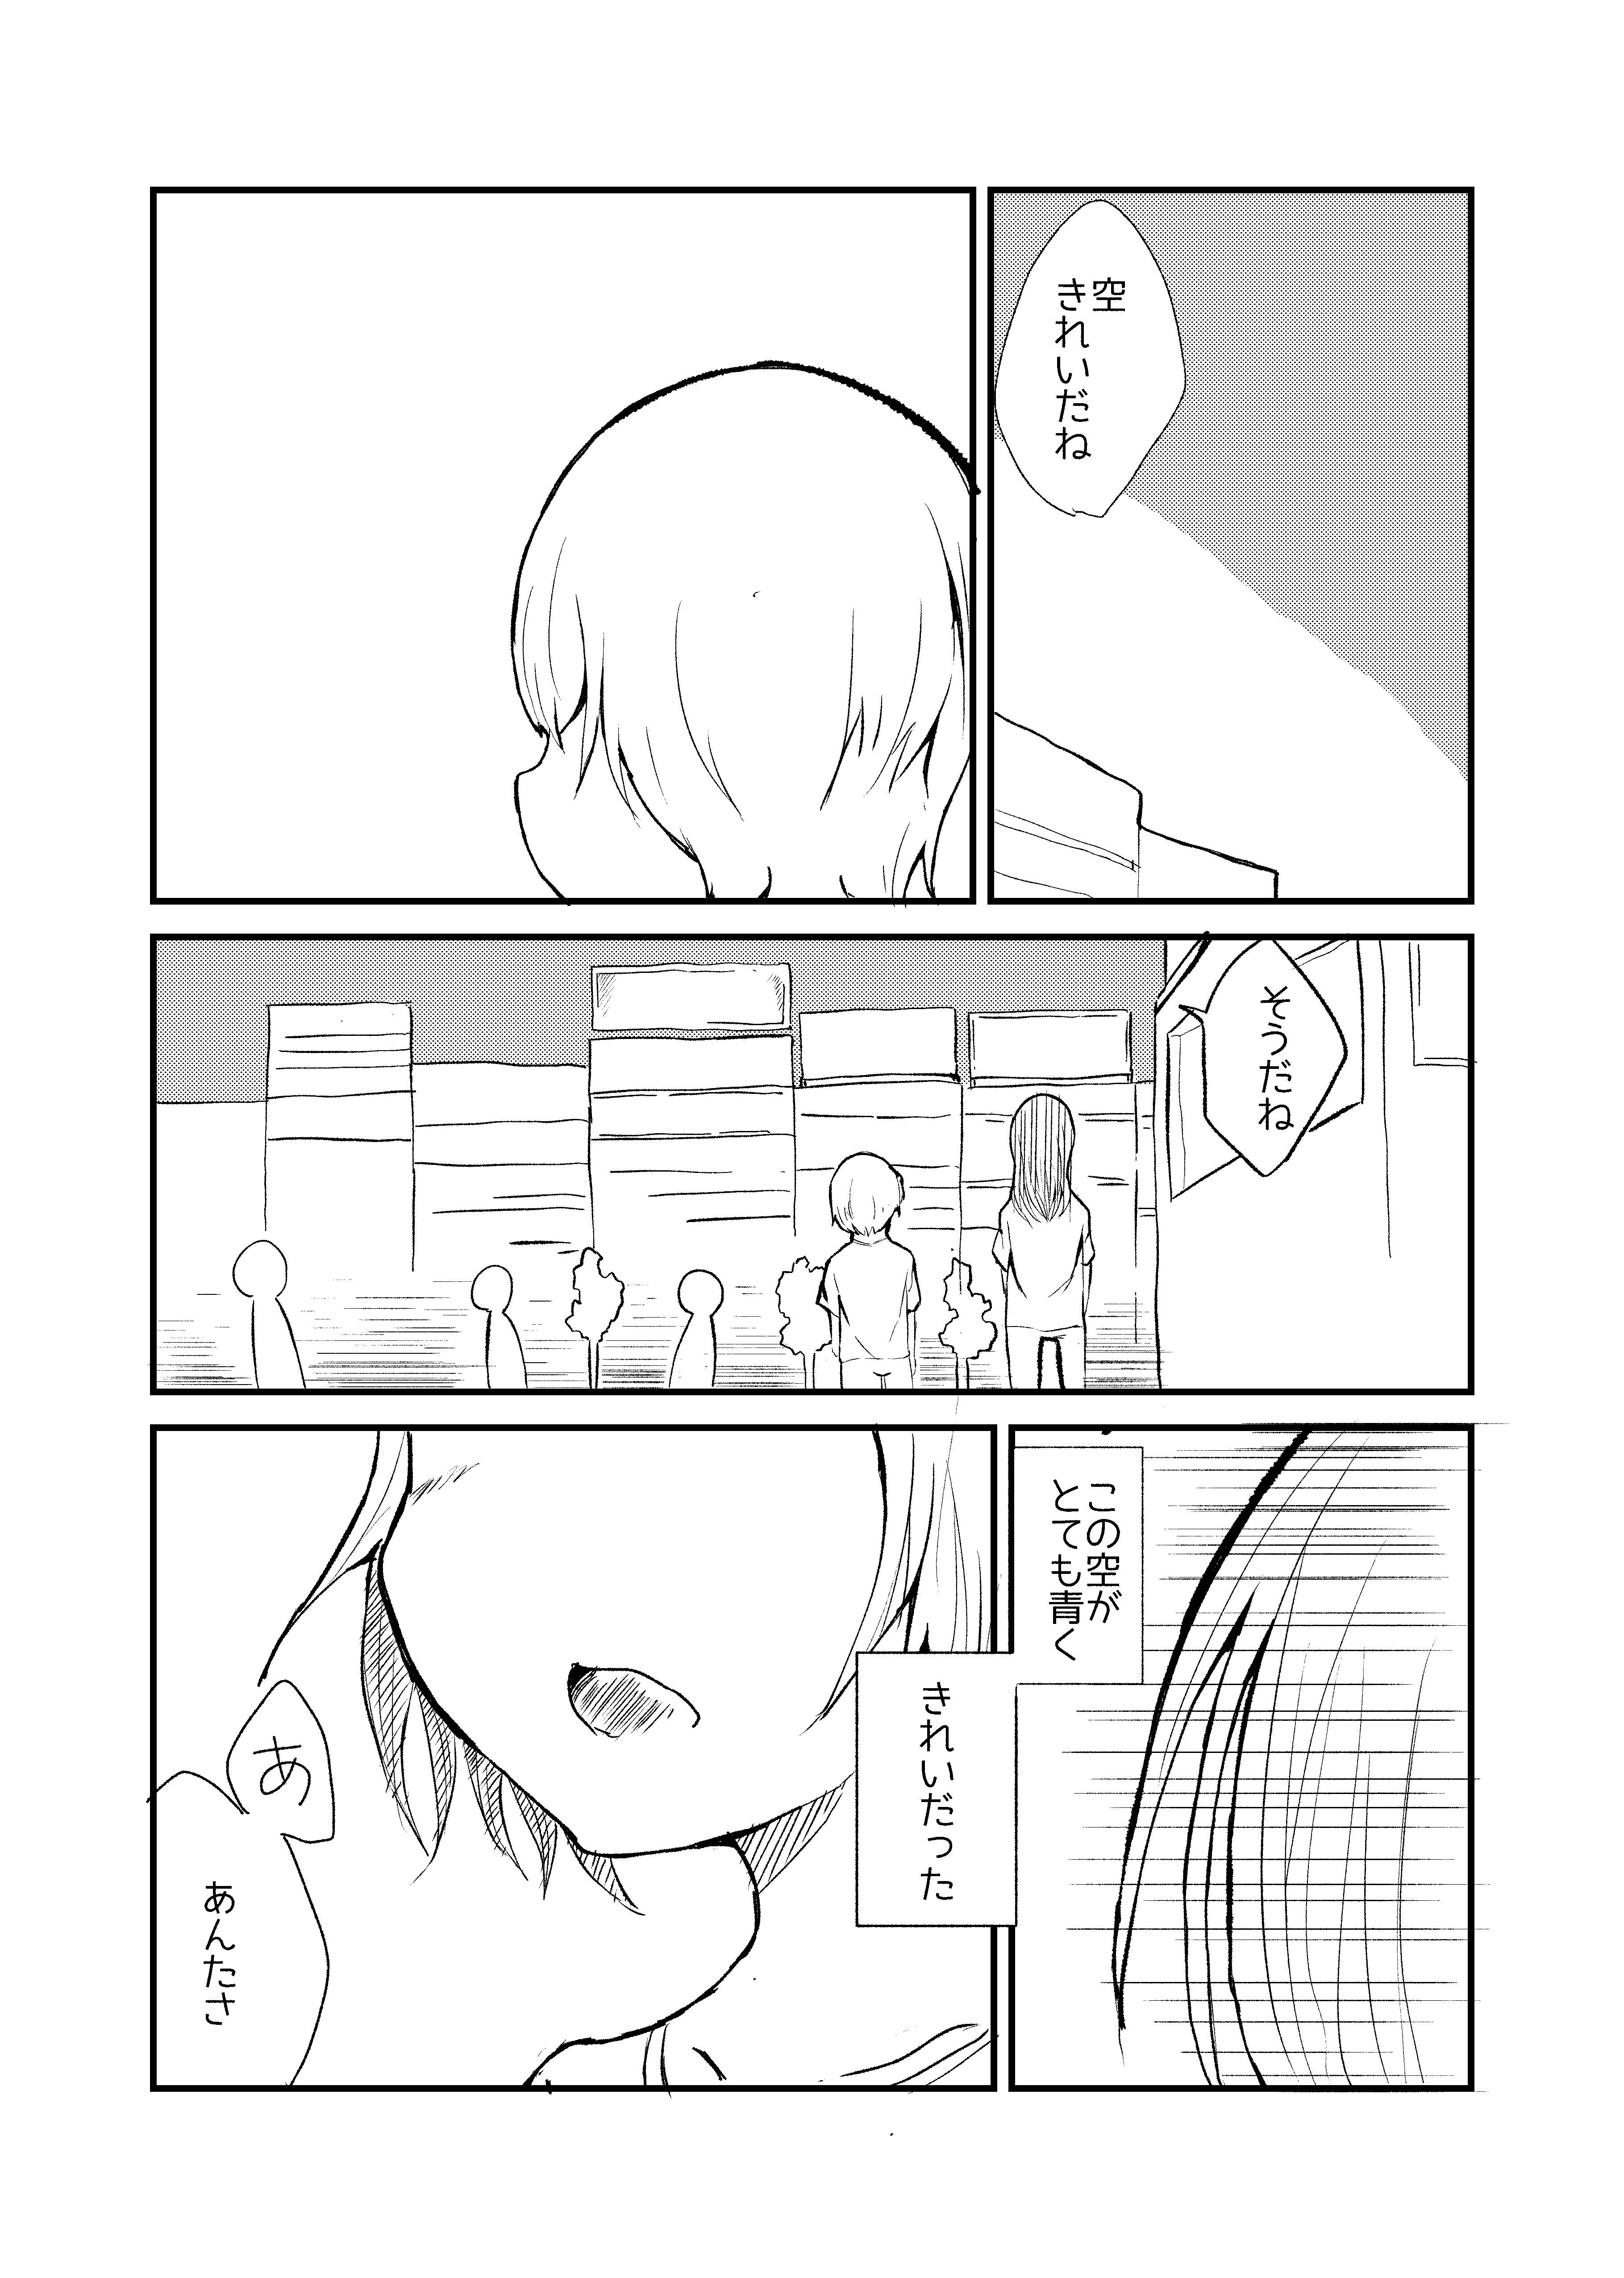 空
きれいだね
そうだね
この空が
とても青く
きれいだった
あ
あんたさ